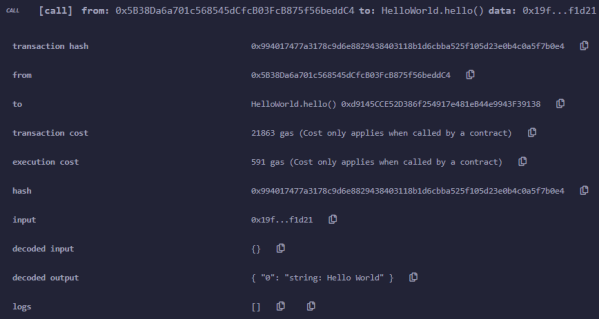 CALL [call] from: 0x5B38Da6a701c568545dCfcB03FcB875f56beddC4 to: HelloWorld.hello() data: 0x19f...f1d21
transaction hash 0x994017477a3178c9d6e8829438403118b1d6cbba525f105d23e0b4c0a5f7b0e4
from 0x5B38Da6a701c568545dCfcB03FcB875f56beddC4
to HelloWorld.hello() 0xd9145CCE52D386f254917e481eB44e9943F39138
transaction cost 21863 gas (Cost only applies when called by a contract)
execution cost 591 gas (Cost only applies when called by a contract)
hash 0x994017477a3178c9d6e8829438403118b1d6cbba525f105d23e0b4c0a5f7b0e4
input 0x19f...f1d21
decoded input {}
decoded output { "0": "string: Hello World" }
logs []